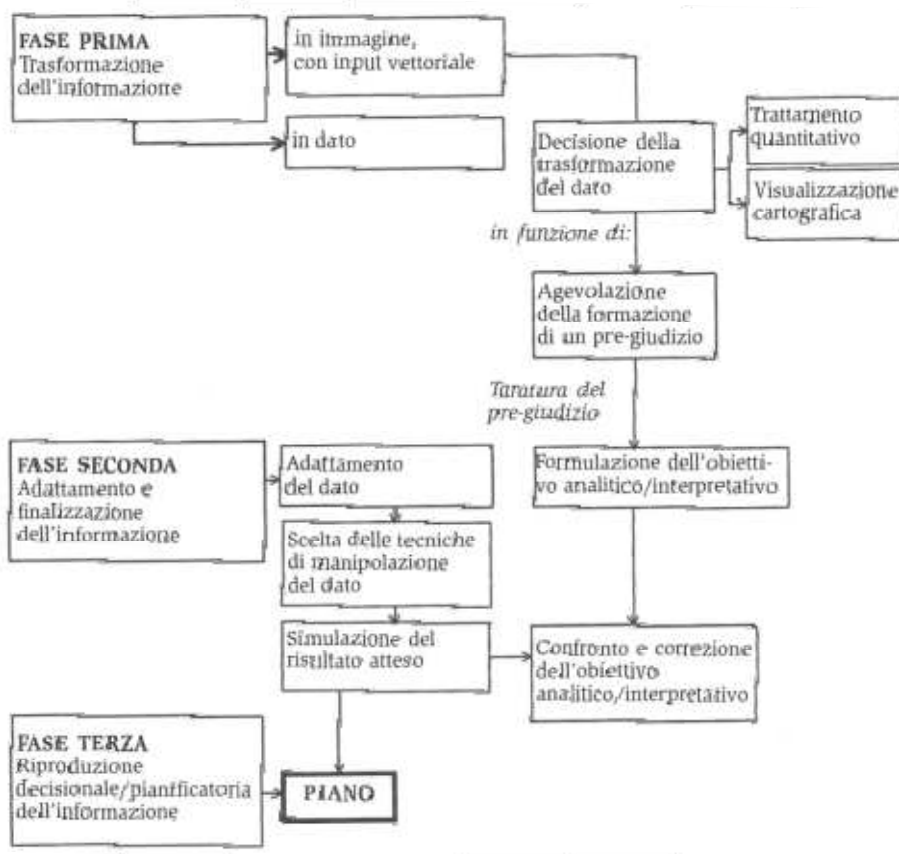 FASE PRIMA
Trasformazione
dell'informazione
in immagine,
con input vettoriale
in dato
Decisione della
trasformazione
del dato
Trattamento
quantitativo
Visualizzazione
cartografica
in funzione di:
Agevolazione
della formazione
di un pre-giudizio
Taratura del
pre-giudizio
Formulazione dell'obietti-
vo analitico/interpretativo
FASE SECONDA
Adattamento e
finalizzazione
dell'informazione
Adattamento
del dato
Scelta delle tecniche
di manipolazione
del dato
Simulazione del
risultato atteso
Confronto e correzione
dell'obiettivo
analitico/interpretativo
FASE TERZA
Riproduzione
decisionale/pianificatoria
dell'informazione
PIANO